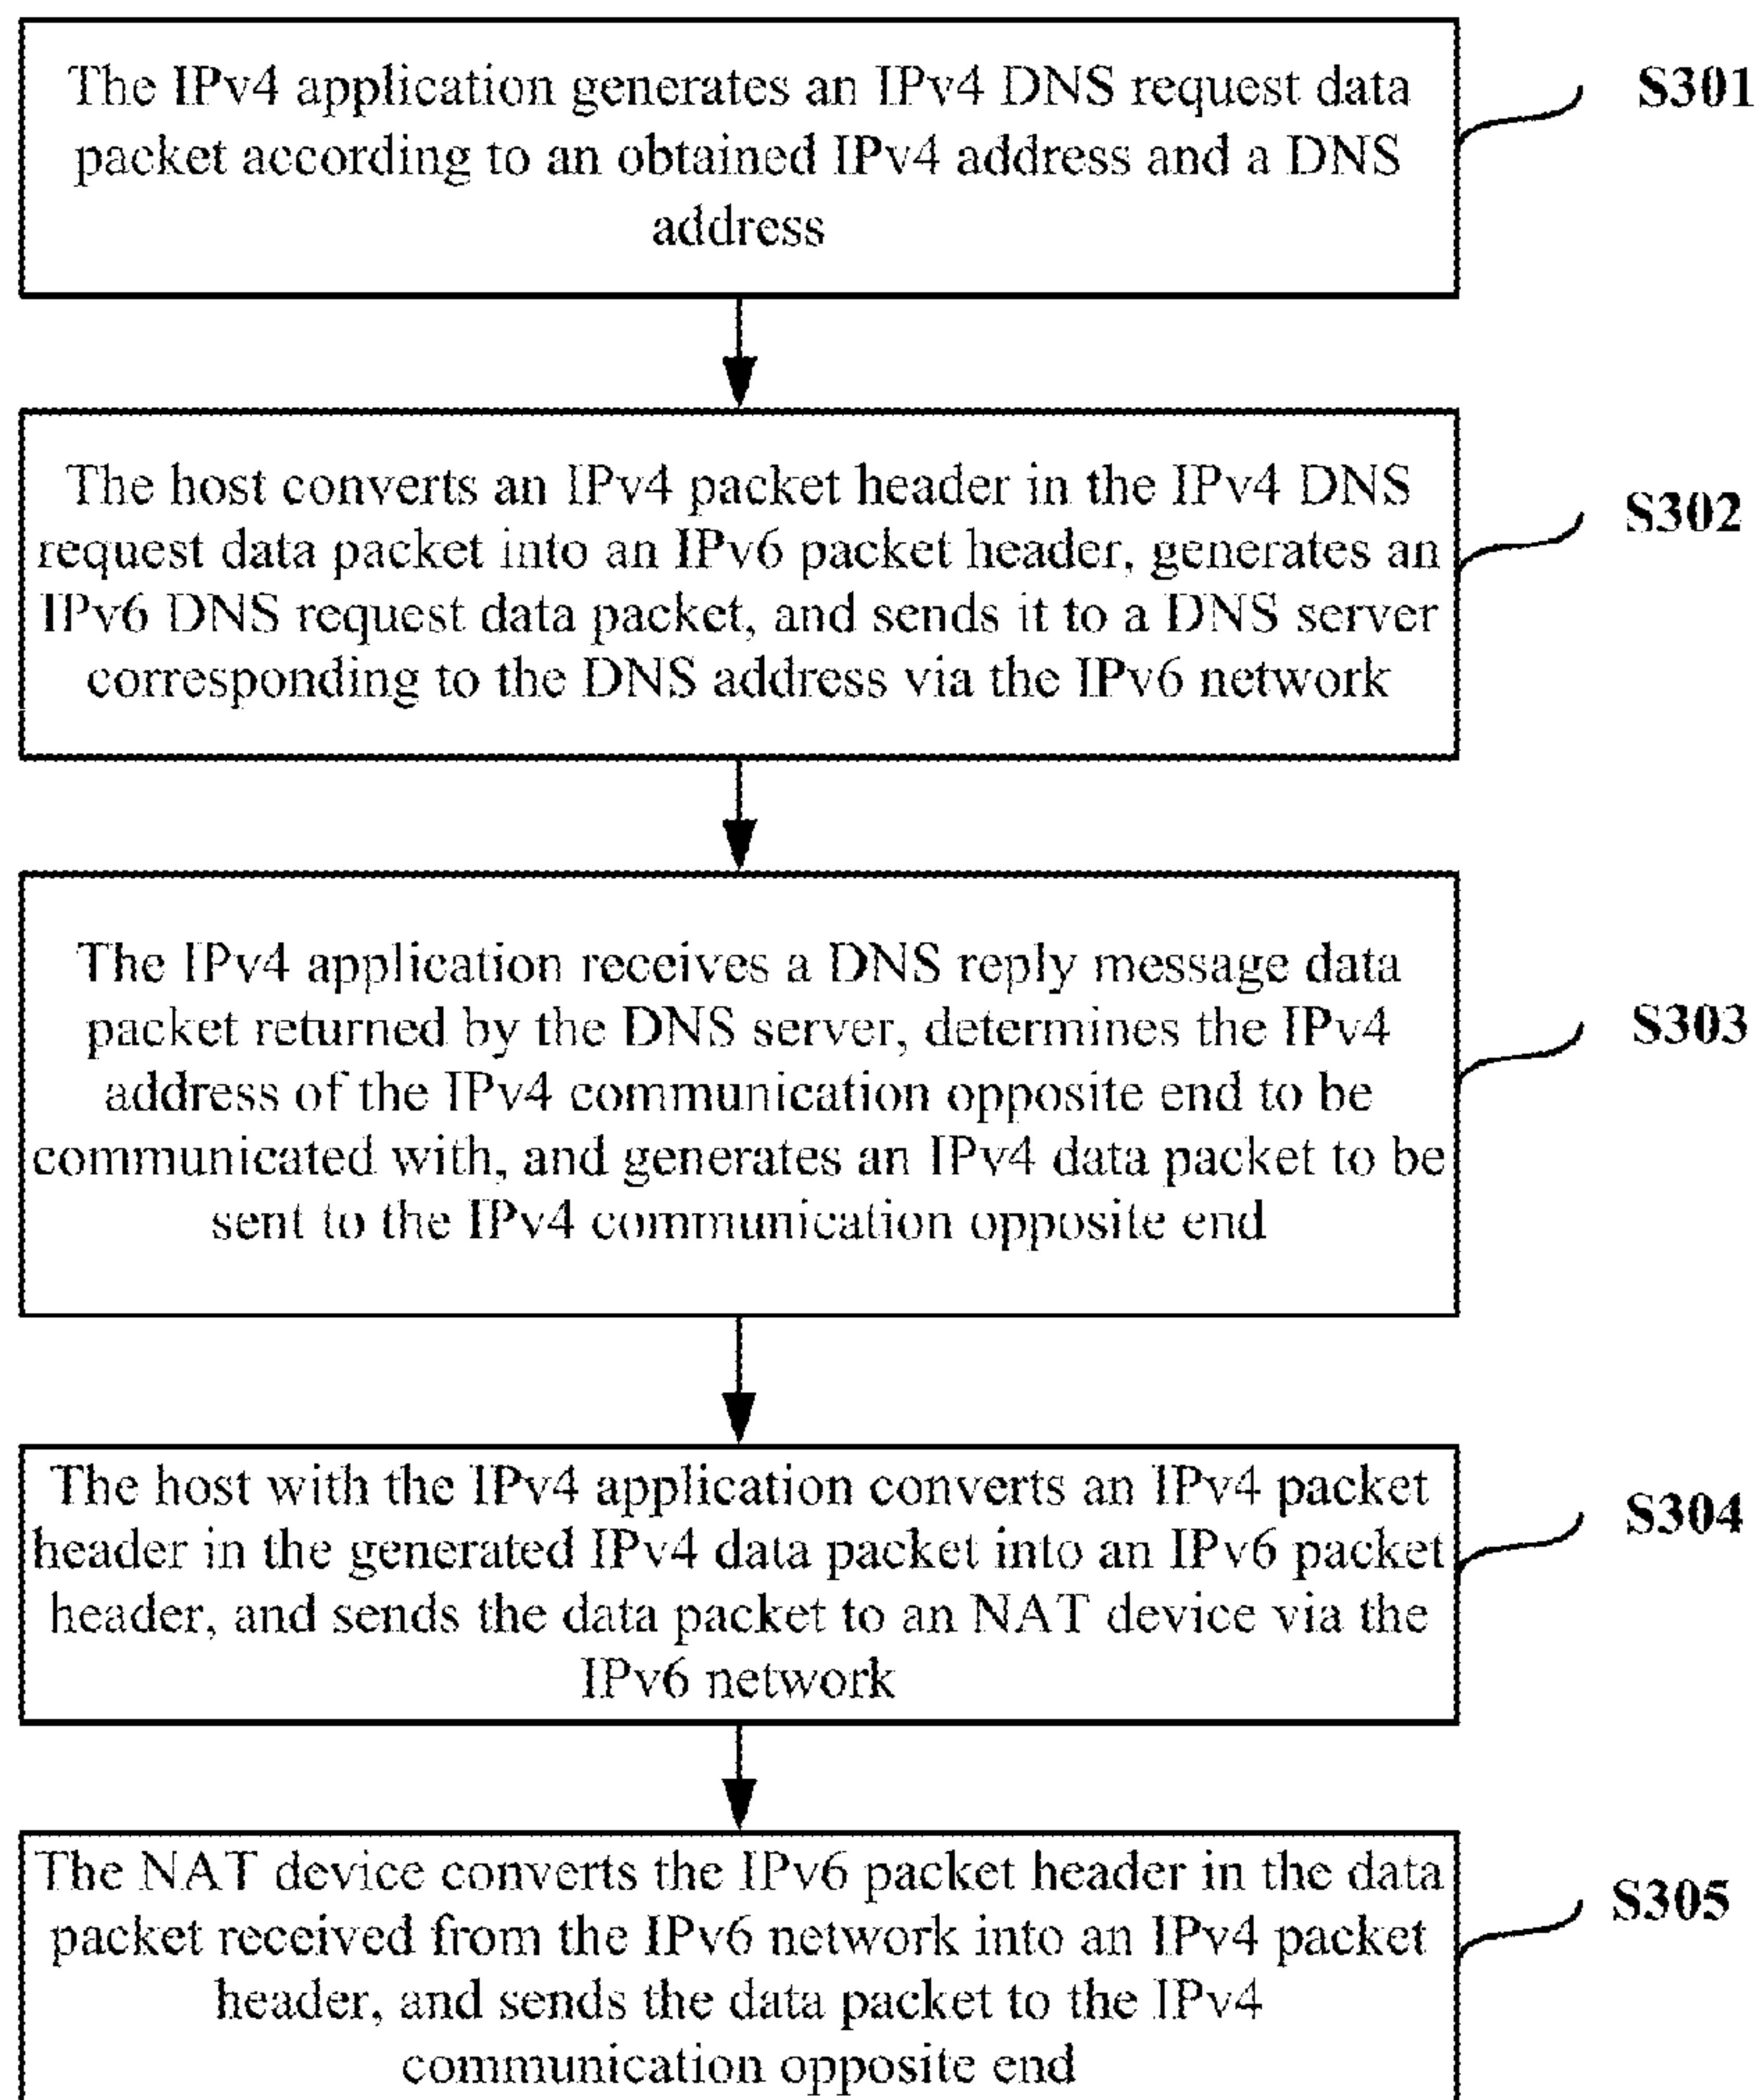 The IPv4 application generates an IPv4 DNS request data
packet according to an obtained IPv4 address and a DNS
address
S301
The host converts an IPv4 packet header in the IPv4 DNS
request data packet into an IPv6 packet header, generates an
IPv6 DNS request data packet, and sends it to a DNS server
corresponding to the DNS address via the IPv6 network
S302
The IPv4 application receives a DNS reply message data
packet returned by the DNS server, determines the IPv4
address of the IPv4 communication opposite end to be
communicated with, and generates an IPv4 data packet to be
sent to the IPv4 communication opposite end
S303
The host with the IPv4 application converts an IPv4 packet
header in the generated IPv4 data packet into an IPv6 packet
header, and sends the data packet to an NAT device via the
IPv6 network
S304
The NAT device converts the IPv6 packet header in the data
packet received from the IPv6 network into an IPv4 packet
header, and sends the data packet to the IPv4
communication opposite end
S305